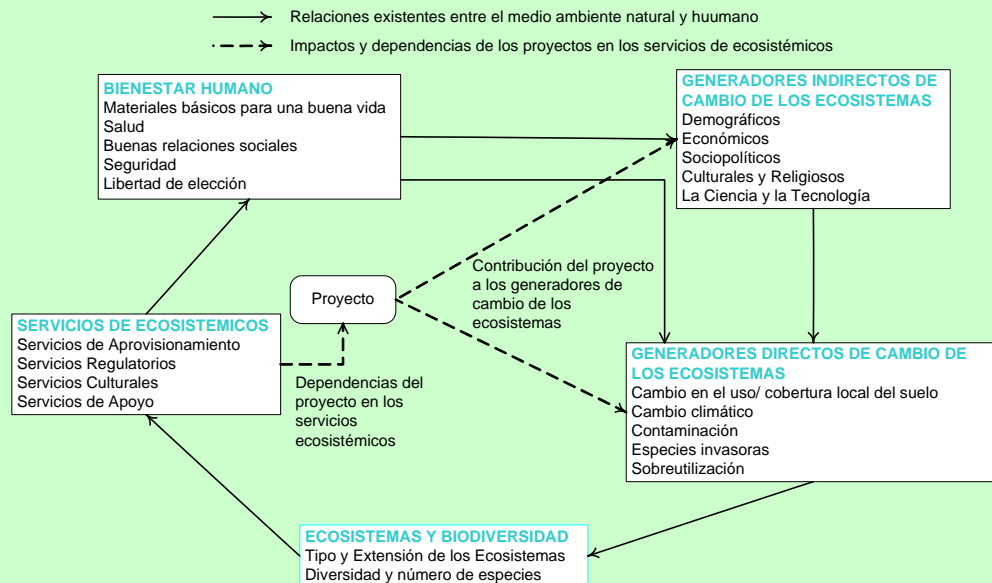 Relaciones existentes entre el medio ambiente natural y huumano
Impactos y dependencias de los proyectos en los servicios de ecosistémicos
BIENESTAR HUMANO
Materiales básicos para una buena vida
Salud
Buenas relaciones sociales
Seguridad
Libertad de elección
GENERADORES INDIRECTOS DE
CAMBIO DE LOS ECOSISTEMAS
Demográficos
Económicos
Sociopolíticos
Culturales y Religiosos
La Ciencia y la Tecnología
Contribución del proyecto
a los generadores de
cambio de los
ecosistemas
Proyecto
SERVICIOS DE ECOSISTEMICOS
Servicios de Aprovisionamiento
Servicios Regulatorios
Servicios Culturales
Servicios de Apoyo
Dependencias del
proyecto en los
servicios
ecosistémicos
GENERADORES DIRECTOS DE CAMBIO DE
LOS ECOSISTEMAS
Cambio en el uso/ cobertura local del suelo
Cambio climático
Contaminación
Especies invasoras
Sobreutilización
ECOSISTEMAS Y BIODIVERSIDAD
Tipo y Extensión de los Ecosistemas
Diversidad y número de especies